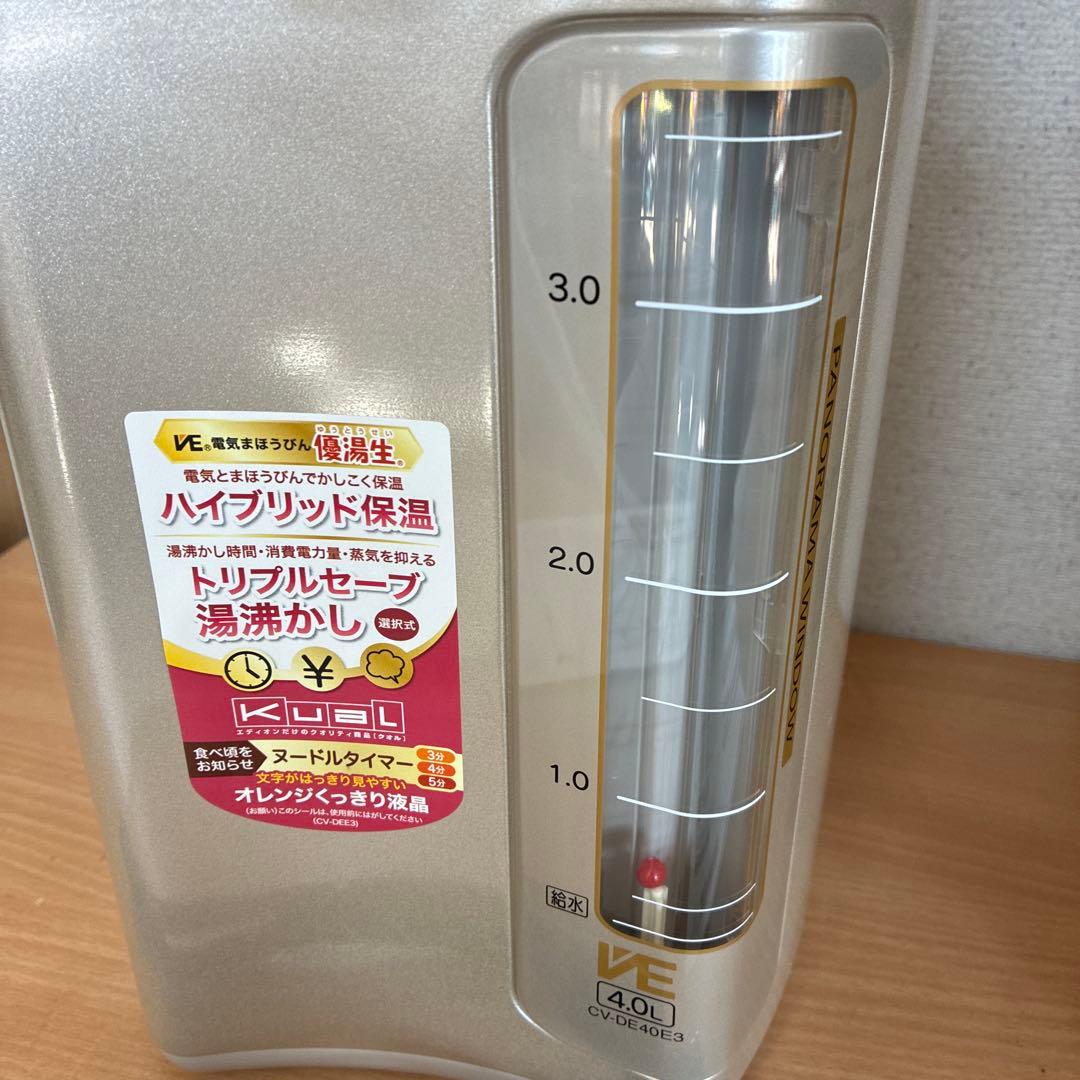 VE®電気まほうびん 優湯生®
ゆうとうせい
電気とまほうびんでかしこく保温
ハイブリッド保温
湯沸かし時間・消費電力量・蒸気を抑える
トリプルセーブ
湯沸かし 選択式
¥
KuaL
エディオンだけのクオリティ商品[クオル]
食べ頃を
お知らせ
ヌードルタイマー
3分
4分
5分
文字がはっきり見やすい
オレンジくっきり液晶
(お願い)このシールは、使用前にはがしてください
(CV-DEE3)
3.0
2.0
1.0
給水
PANORAMA WINDOW
VE
4.0L
CV-DE40E3